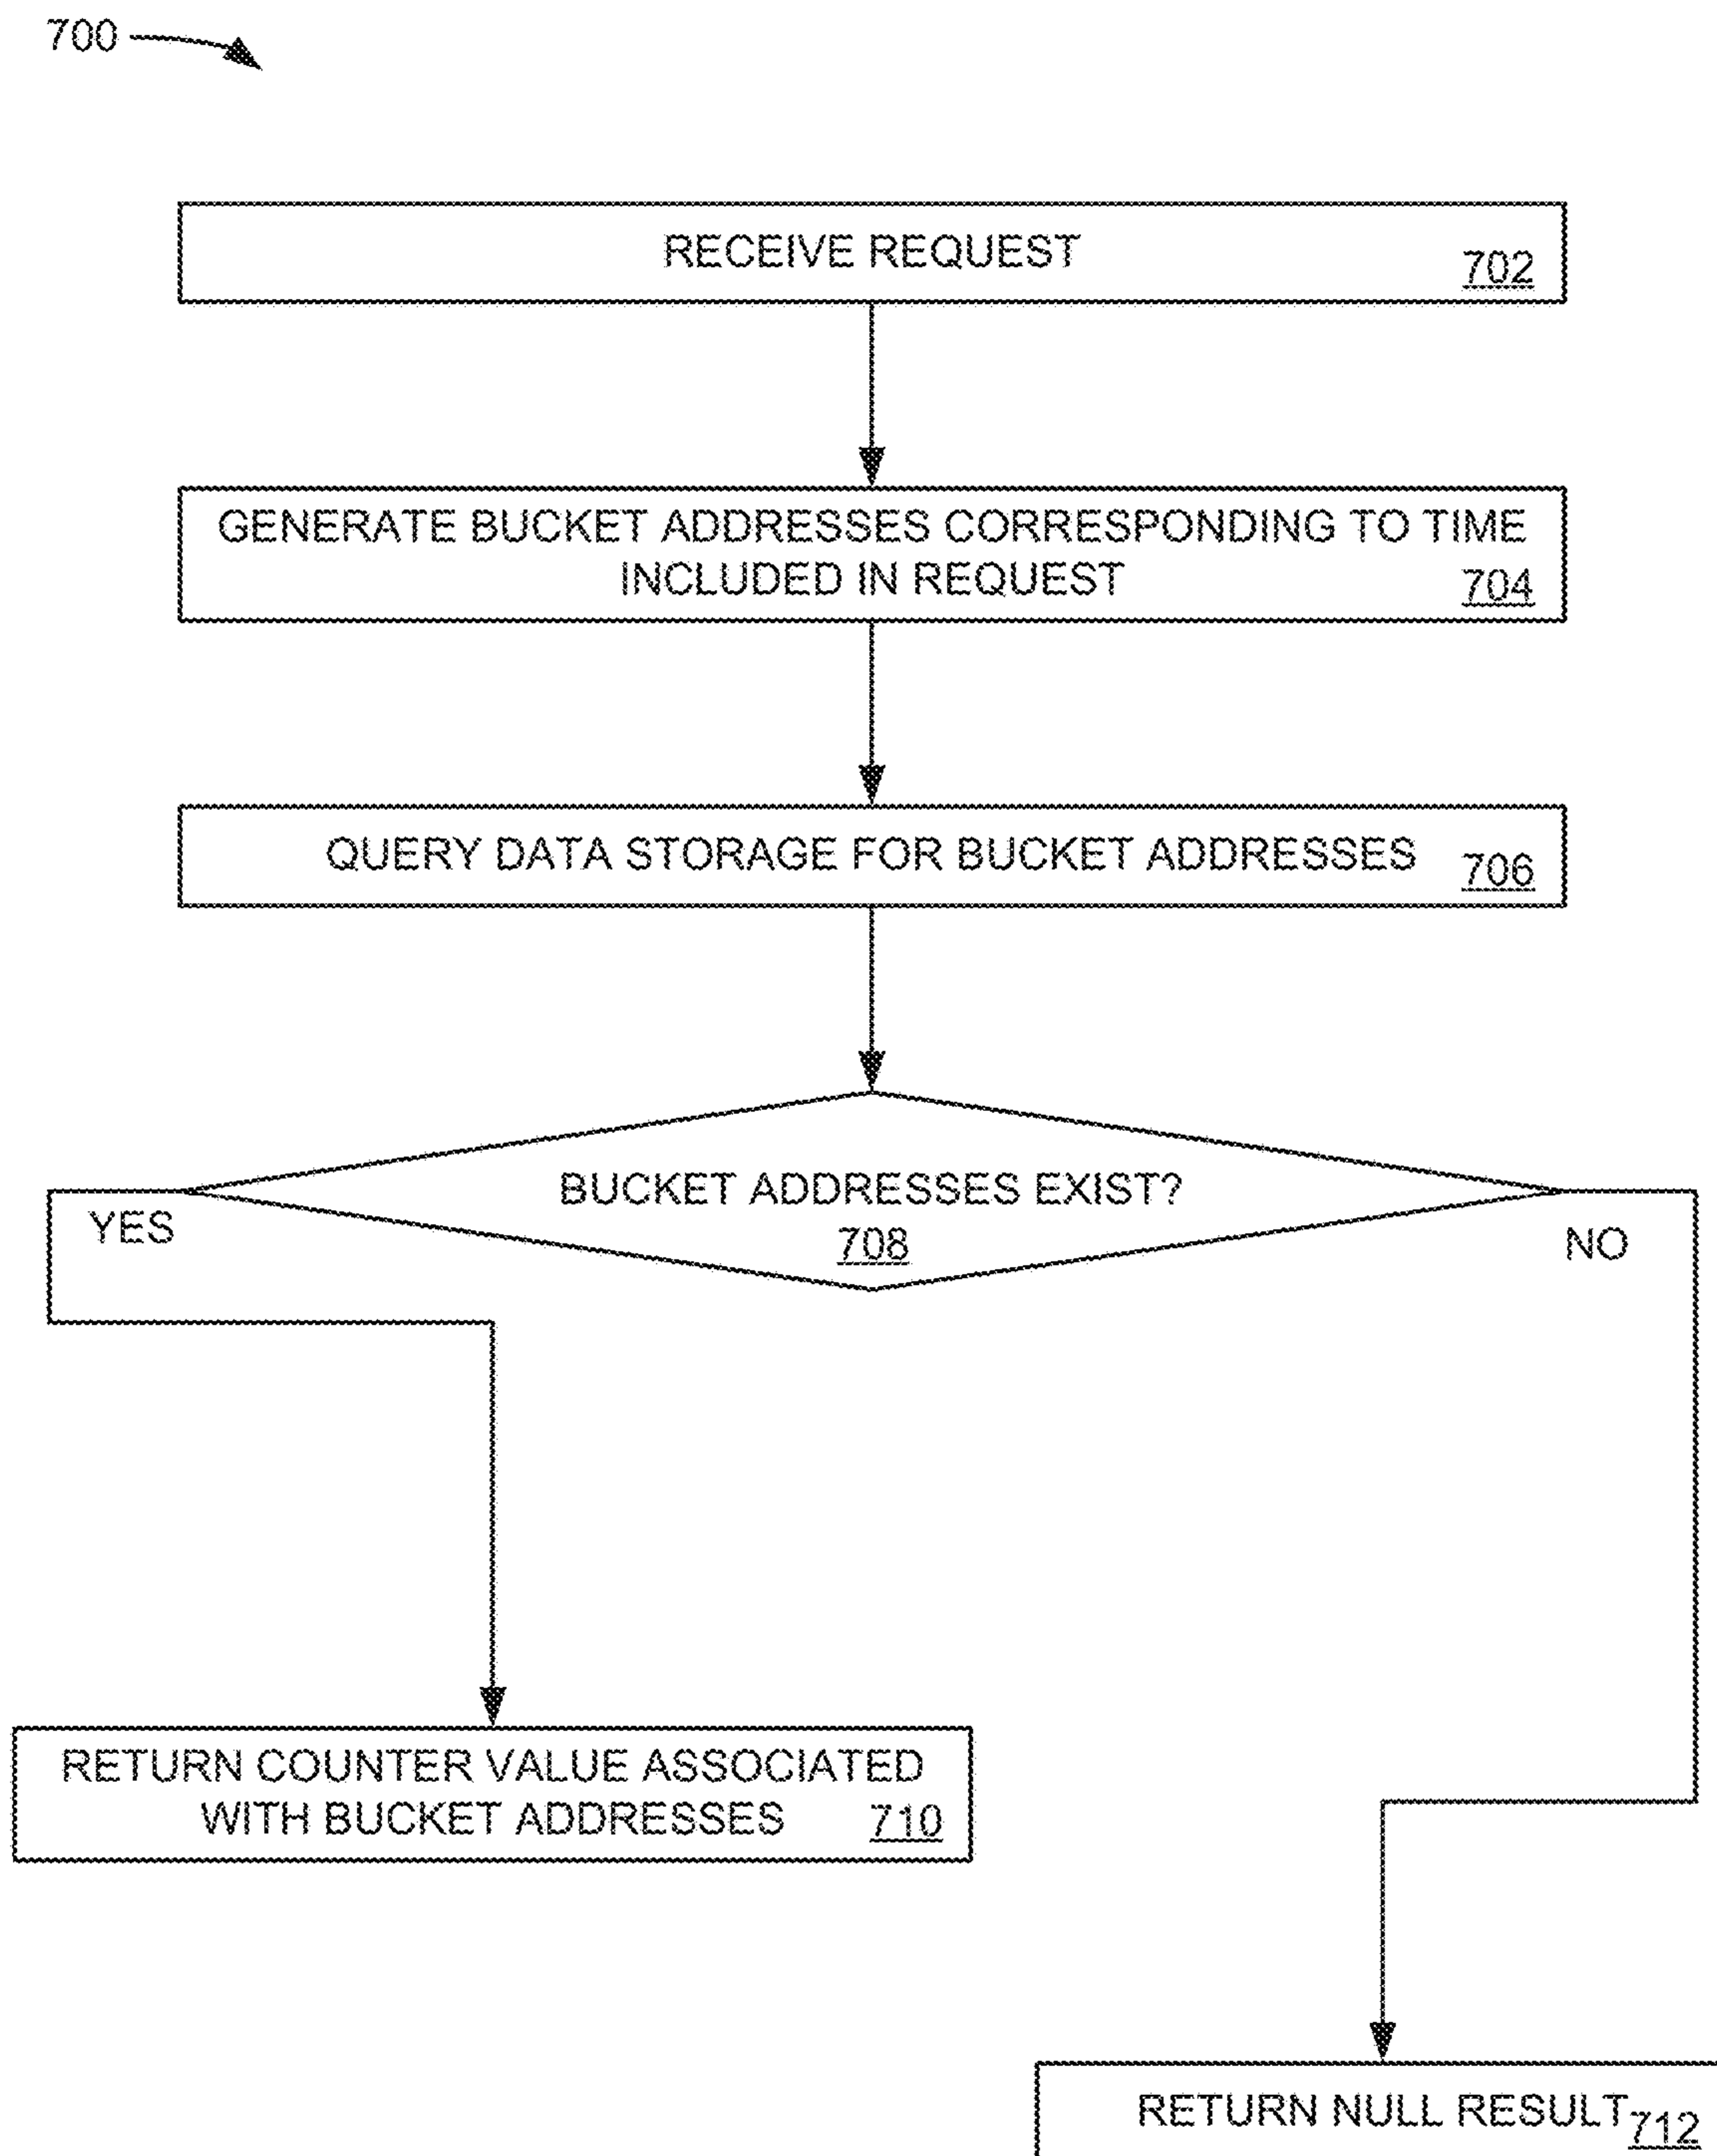 700
RECEIVE REQUEST
702
GENERATE BUCKET ADDRESSES CORRESPONDING TO TIME
INCLUDED IN REQUEST
704
QUERY DATA STORAGE FOR BUCKET ADDRESSES
706
BUCKET ADDRESSES EXIST?
708
YES
NO
RETURN COUNTER VALUE ASSOCIATED
WITH BUCKET ADDRESSES
710
RETURN NULL RESULT
712